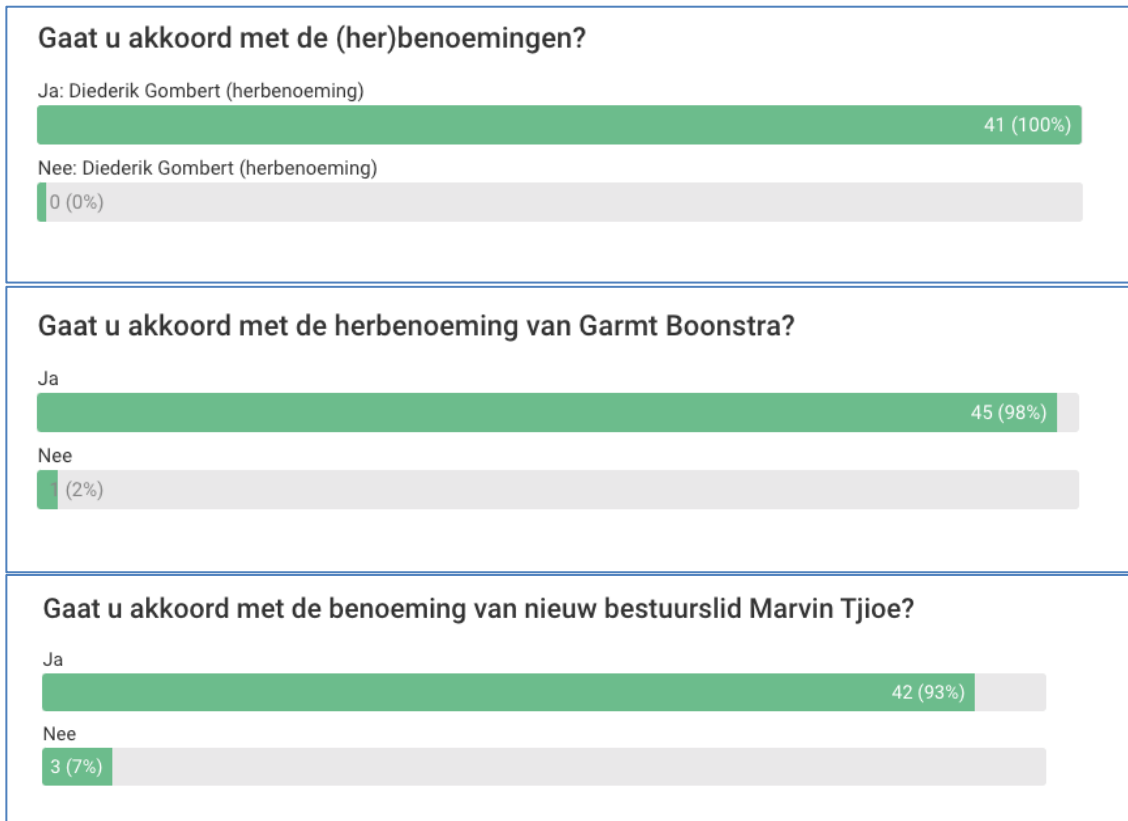 Gaat u akkoord met de (her)benoemingen?
Ja: Diederik Gombert (herbenoeming)
41 (100%)
Nee: Diederik Gombert (herbenoeming)
0 (0%)
Gaat u akkoord met de herbenoeming van Garmt Boonstra?
Ja
45 (98%)
Nee
1 (2%)
Gaat u akkoord met de benoeming van nieuw bestuurslid Marvin Tjioe?
Ja
42 (93%)
Nee
3 (7%)